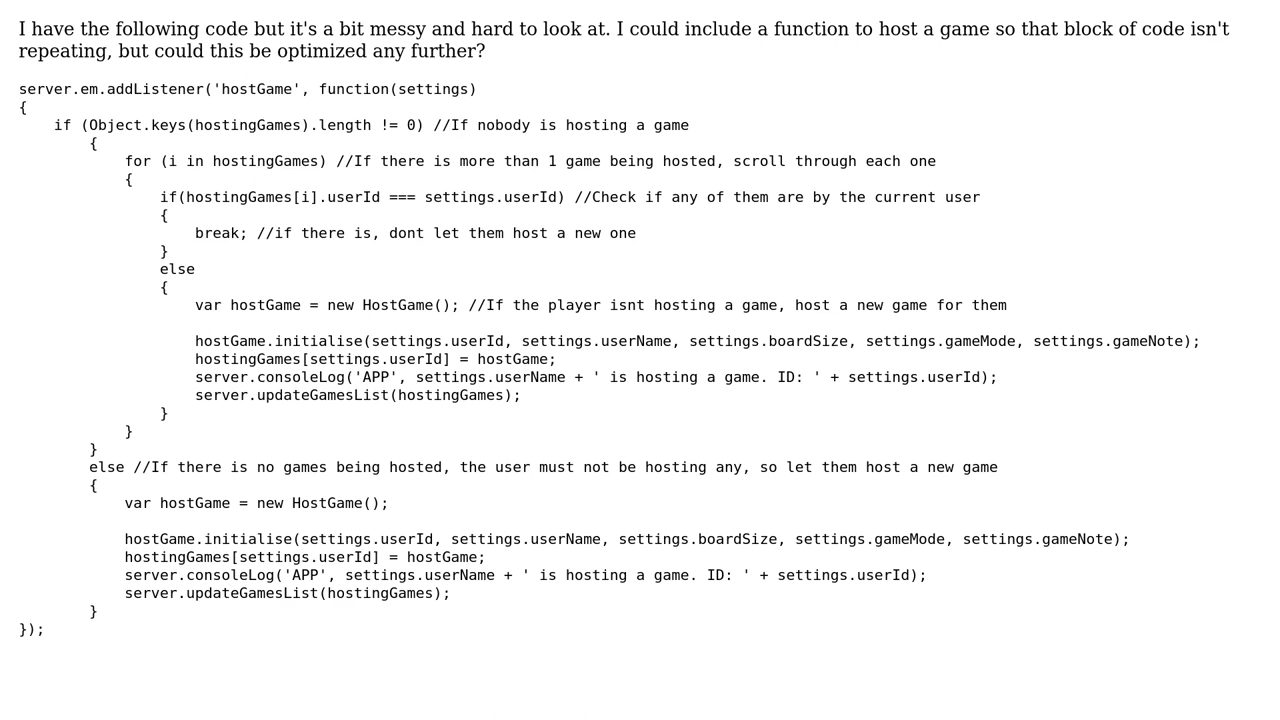 I have the following code but it's a bit messy and hard to look at. I could include a function to host a game so that block of code isn't
repeating, but could this be optimized any further?
server.em.addListener('hostGame', function(settings)
{
    if (Object.keys(hostingGames).length != 0) //If nobody is hosting a game
        {
            for (i in hostingGames) //If there is more than 1 game being hosted, scroll through each one
            {
                if(hostingGames[i].userId === settings.userId) //Check if any of them are by the current user
                {
                    break; //if there is, dont let them host a new one
                }
                else
                {
                    var hostGame = new HostGame(); //If the player isnt hosting a game, host a new game for them

                    hostGame.initialise(settings.userId, settings.userName, settings.boardSize, settings.gameMode, settings.gameNote);
                    hostingGames[settings.userId] = hostGame;
                    server.consoleLog('APP', settings.userName + ' is hosting a game. ID: ' + settings.userId);
                    server.updateGamesList(hostingGames);
                }
            }
        }
        else //If there is no games being hosted, the user must not be hosting any, so let them host a new game
        {
            var hostGame = new HostGame();

            hostGame.initialise(settings.userId, settings.userName, settings.boardSize, settings.gameMode, settings.gameNote);
            hostingGames[settings.userId] = hostGame;
            server.consoleLog('APP', settings.userName + ' is hosting a game. ID: ' + settings.userId);
            server.updateGamesList(hostingGames);
        }
});